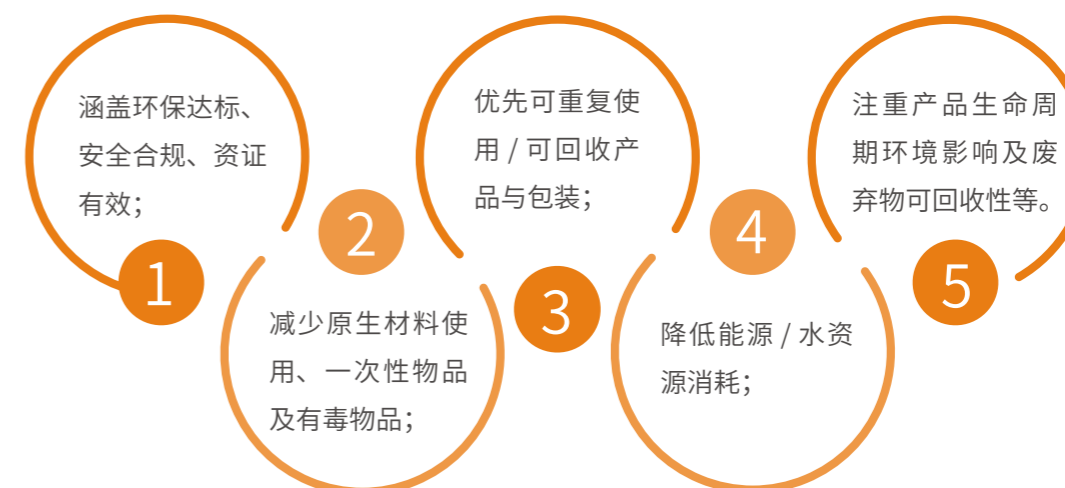 涵盖环保达标、
安全合规、资证
有效；
1
2
减少原生材料使
用、一次性物品
及有毒物品；
优先可重复使
用 / 可回收产
品与包装；
3
4
降低能源 / 水资
源消耗；
注重产品生命周
期环境影响及废
弃物可回收性等。
5